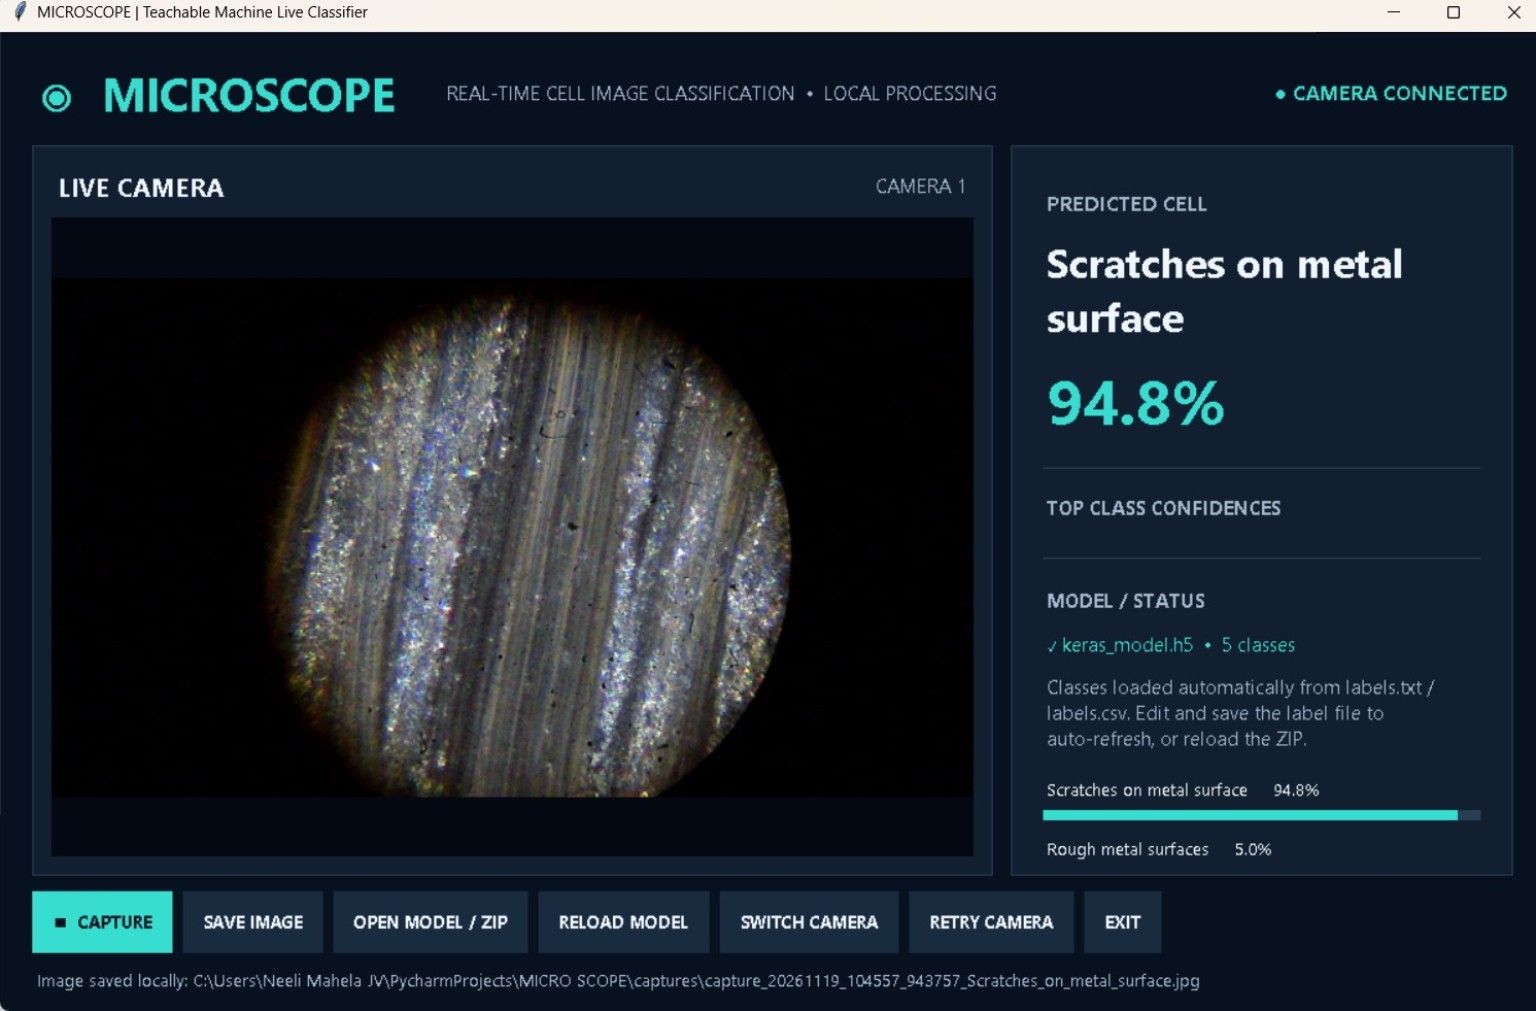 MICROSCOPE | Teachable Machine Live Classifier
MICROSCOPE
REAL-TIME CELL IMAGE CLASSIFICATION • LOCAL PROCESSING
● CAMERA CONNECTED
LIVE CAMERA
CAMERA 1
PREDICTED CELL
Scratches on metal
surface
94.8%
TOP CLASS CONFIDENCES
MODEL / STATUS
✓ keras_model.h5 • 5 classes
Classes loaded automatically from labels.txt /
labels.csv. Edit and save the label file to
auto-refresh, or reload the ZIP.
Scratches on metal surface 94.8%
Rough metal surfaces 5.0%
■ CAPTURE
SAVE IMAGE
OPEN MODEL / ZIP
RELOAD MODEL
SWITCH CAMERA
RETRY CAMERA
EXIT
Image saved locally: C:\Users\Neeli Mahela JV\PycharmProjects\MICRO SCOPE\captures\capture_20261119_104557_943757_Scratches_on_metal_surface.jpg